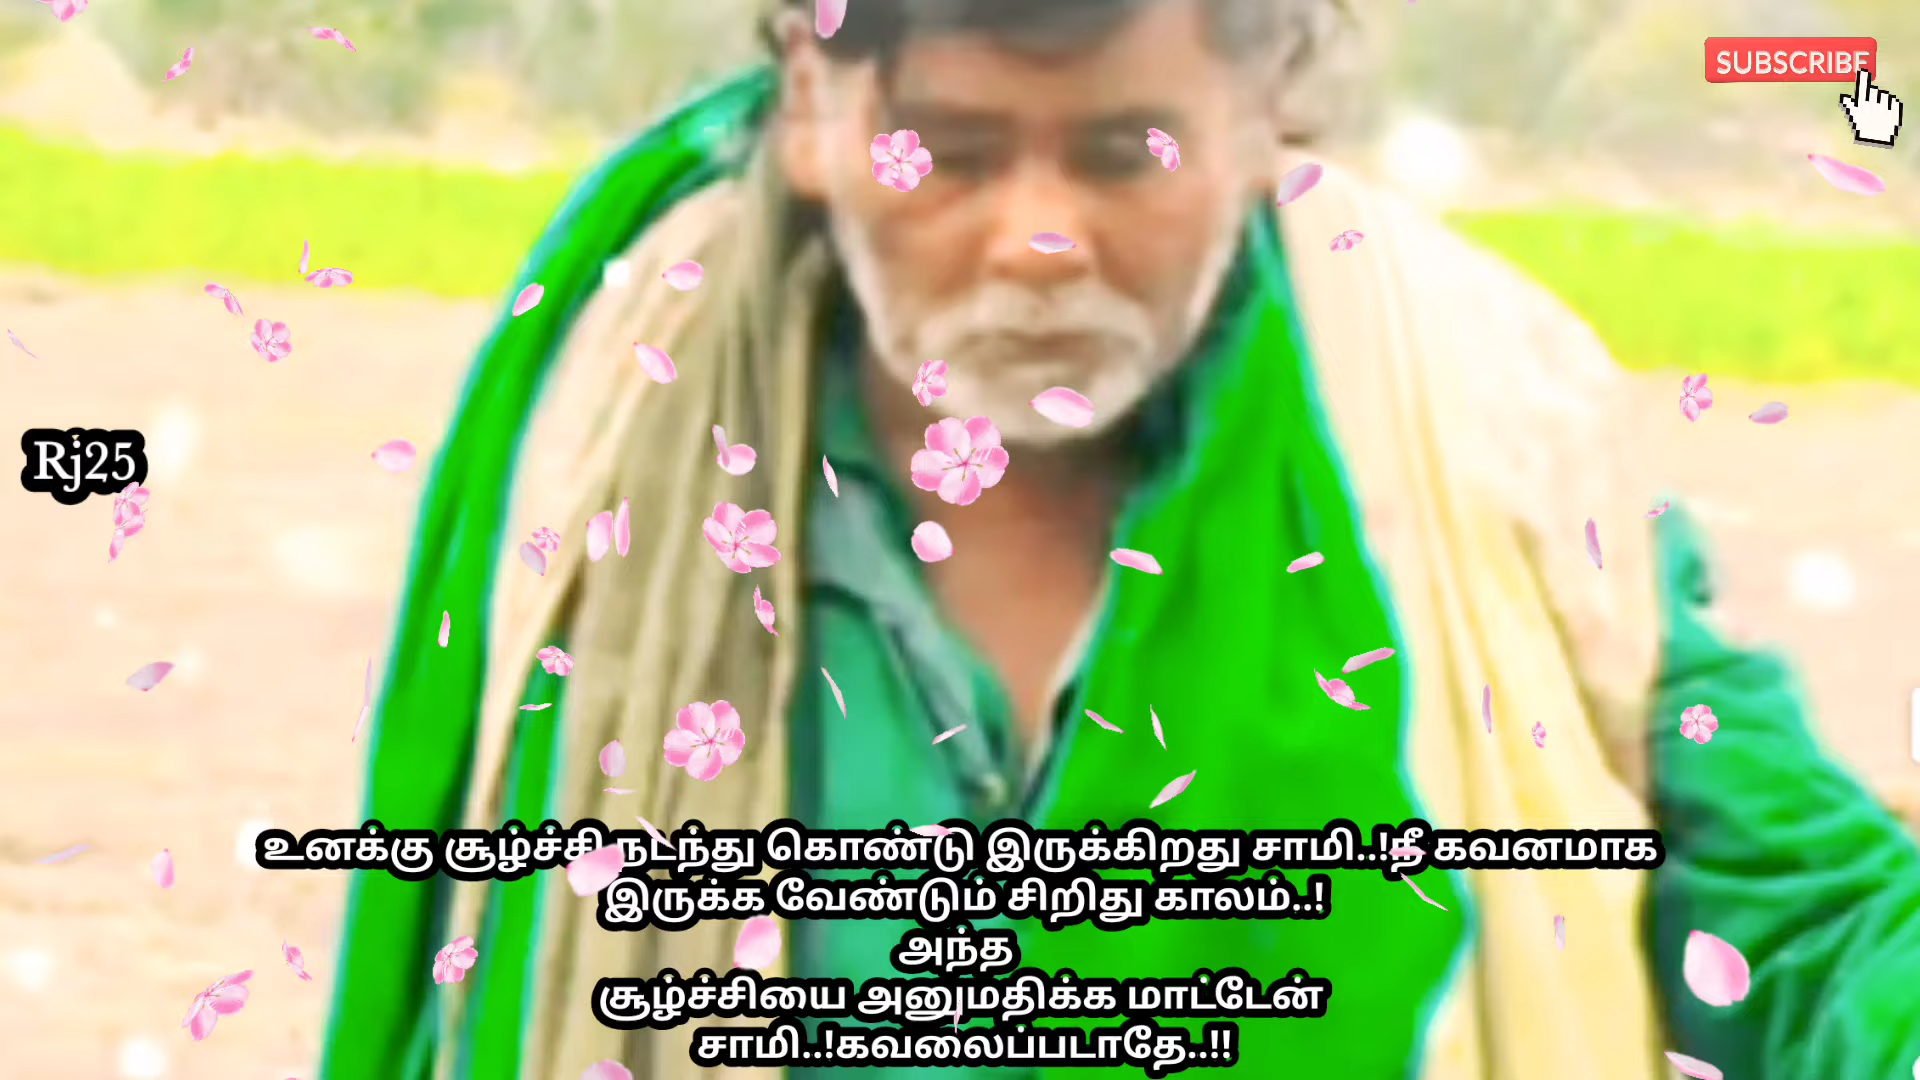 SUBSCRIBE
Rj25
உனக்கு சூழ்ச்சி நடந்து கொண்டு இருக்கிறது சாமி..!நீ கவனமாக
இருக்க வேண்டும் சிறிது காலம்..!
அந்த
சூழ்ச்சியை அனுமதிக்க மாட்டேன்
சாமி..!கவலைப்படாதே..!!